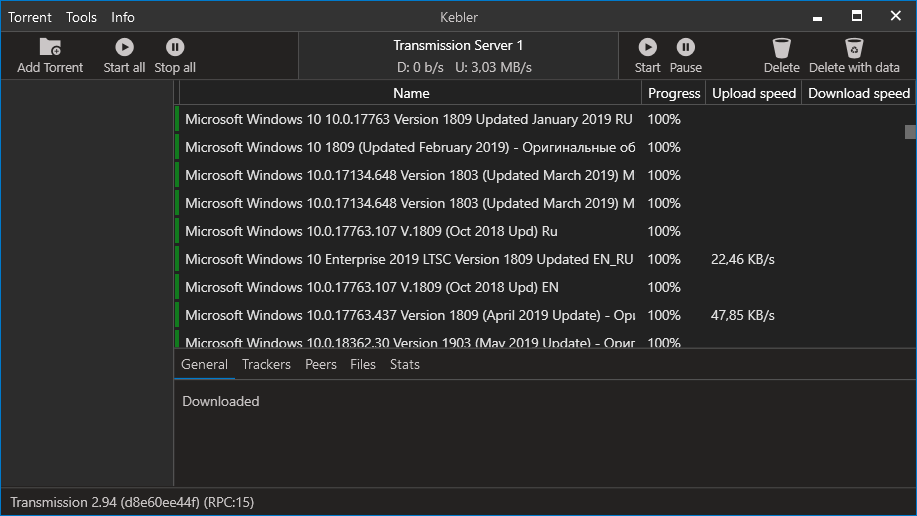 Torrent Tools Info Kebler
Add Torrent Start all Stop all
Transmission Server 1
D: 0 b/s U: 3,03 MB/s
Start Pause Delete Delete with data
Name Progress Upload speed Download speed
Microsoft Windows 10 10.0.17763 Version 1809 Updated January 2019 RU 100%
Microsoft Windows 10 1809 (Updated February 2019) - Оригинальные об 100%
Microsoft Windows 10.0.17134.648 Version 1803 (Updated March 2019) M 100%
Microsoft Windows 10.0.17134.648 Version 1803 (Updated March 2019) M 100%
Microsoft Windows 10.0.17763.107 V.1809 (Oct 2018 Upd) Ru 100%
Microsoft Windows 10 Enterprise 2019 LTSC Version 1809 Updated EN_RU 100% 22,46 KB/s
Microsoft Windows 10.0.17763.107 V.1809 (Oct 2018 Upd) EN 100%
Microsoft Windows 10.0.17763.437 Version 1809 (April 2019 Update) - Ори 100% 47,85 KB/s
Microsoft Windows 10.0.18362.30 Version 1903 (May 2019 Update) - Ориг 100%
General Trackers Peers Files Stats
Downloaded
Transmission 2.94 (d8e60ee44f) (RPC:15)